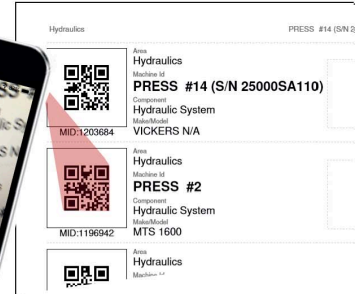 Hydraulics
PRESS #14 (S/N 2
Area
Hydraulics
Machine Id
PRESS #14 (S/N 25000SA110)
Component
Hydraulic System
Make/Model
VICKERS N/A
MID:1203684
Area
Hydraulics
Machine Id
PRESS #2
Component
Hydraulic System
Make/Model
MTS 1600
MID:1196942
Area
Hydraulics
Machine